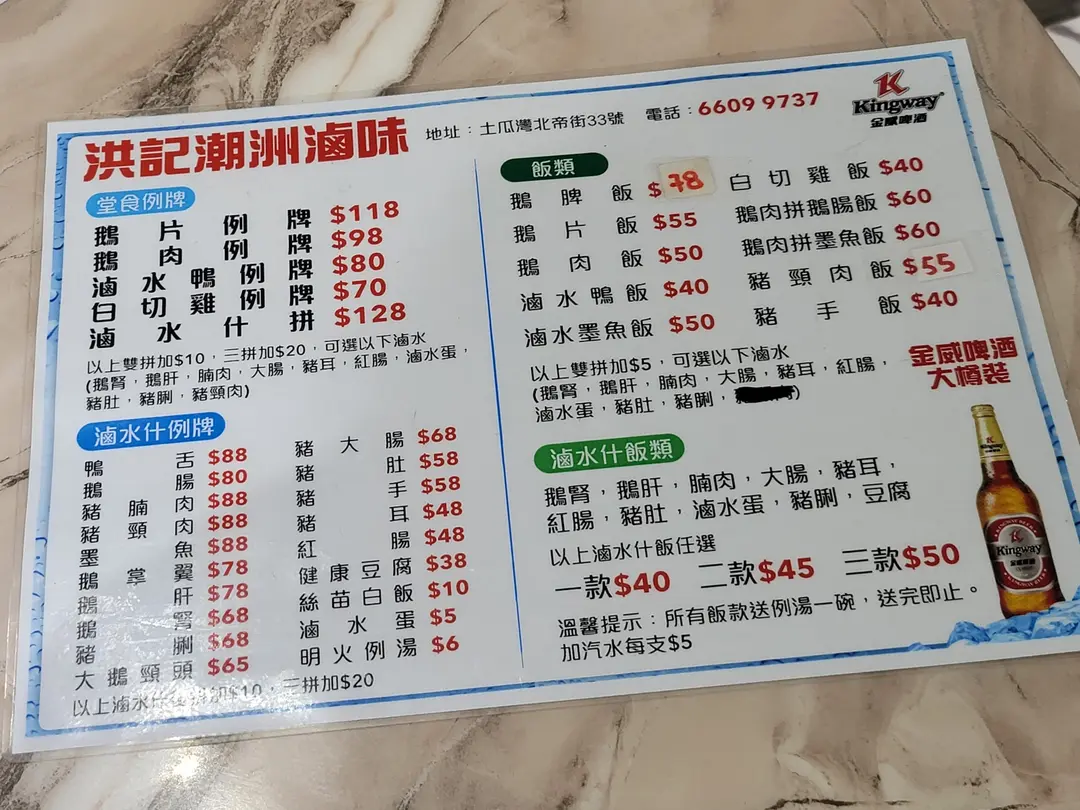 洪記潮洲滷味
地址：土瓜灣北帝街33號 電話：6609 9737
Kingway
金威啤酒
堂食例牌
鵝片例牌 $118
鵝肉例牌 $98
滷水鴨例牌 $80
白切雞例牌 $70
滷水什拼 $128
以上雙拼加$10，三拼加$20，可選以下滷水
(鵝腎，鵝肝，腩肉，大腸，豬耳，紅腸，滷水蛋，
豬肚，豬脷，豬頸肉)
滷水什例牌
鴨舌 $88
鵝腸 $80
豬腩肉 $88
豬頸肉 $88
墨魚 $88
鵝掌翼 $78
鵝肝 $78
鵝腎 $68
豬脷 $68
大鵝頸頭 $65
豬大腸 $68
豬肚 $58
豬手 $58
豬耳 $48
紅腸 $48
健康豆腐 $38
絲苗白飯 $10
滷水蛋 $5
明火例湯 $6
以上滷水什雙拼加$10，三拼加$20
飯類
鵝脾飯 $78
鵝片飯 $55
鵝肉飯 $50
滷水鴨飯 $40
滷水墨魚飯 $50
白切雞飯 $40
鵝肉拼鵝腸飯 $60
鵝肉拼墨魚飯 $60
豬頸肉飯 $55
豬手飯 $40
以上雙拼加$5，可選以下滷水
(鵝腎，鵝肝，腩肉，大腸，豬耳，紅腸，
滷水蛋，豬肚，豬脷，
金威啤酒
大樽裝
滷水什飯類
鵝腎，鵝肝，腩肉，大腸，豬耳，
紅腸，豬肚，滷水蛋，豬脷，豆腐
以上滷水什飯任選
一款$40 二款$45 三款$50
溫馨提示：所有飯款送例湯一碗，送完即止。
加汽水每支$5
Kingway
金威啤酒